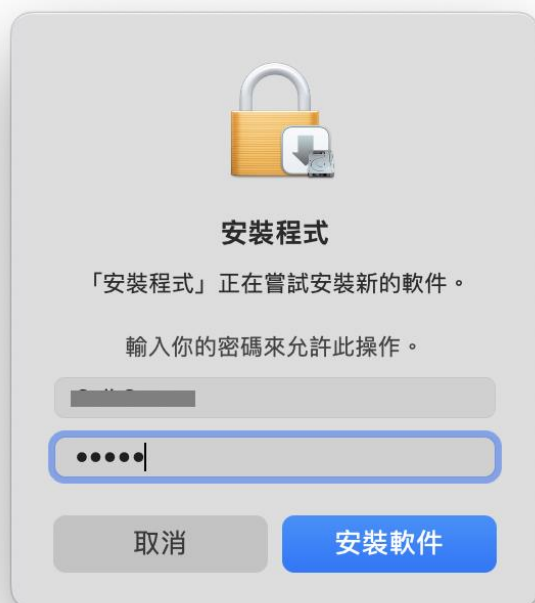 安裝程式
「安裝程式」正在嘗試安裝新的軟件。
輸入你的密碼來允許此操作。
•••••
取消
安裝軟件